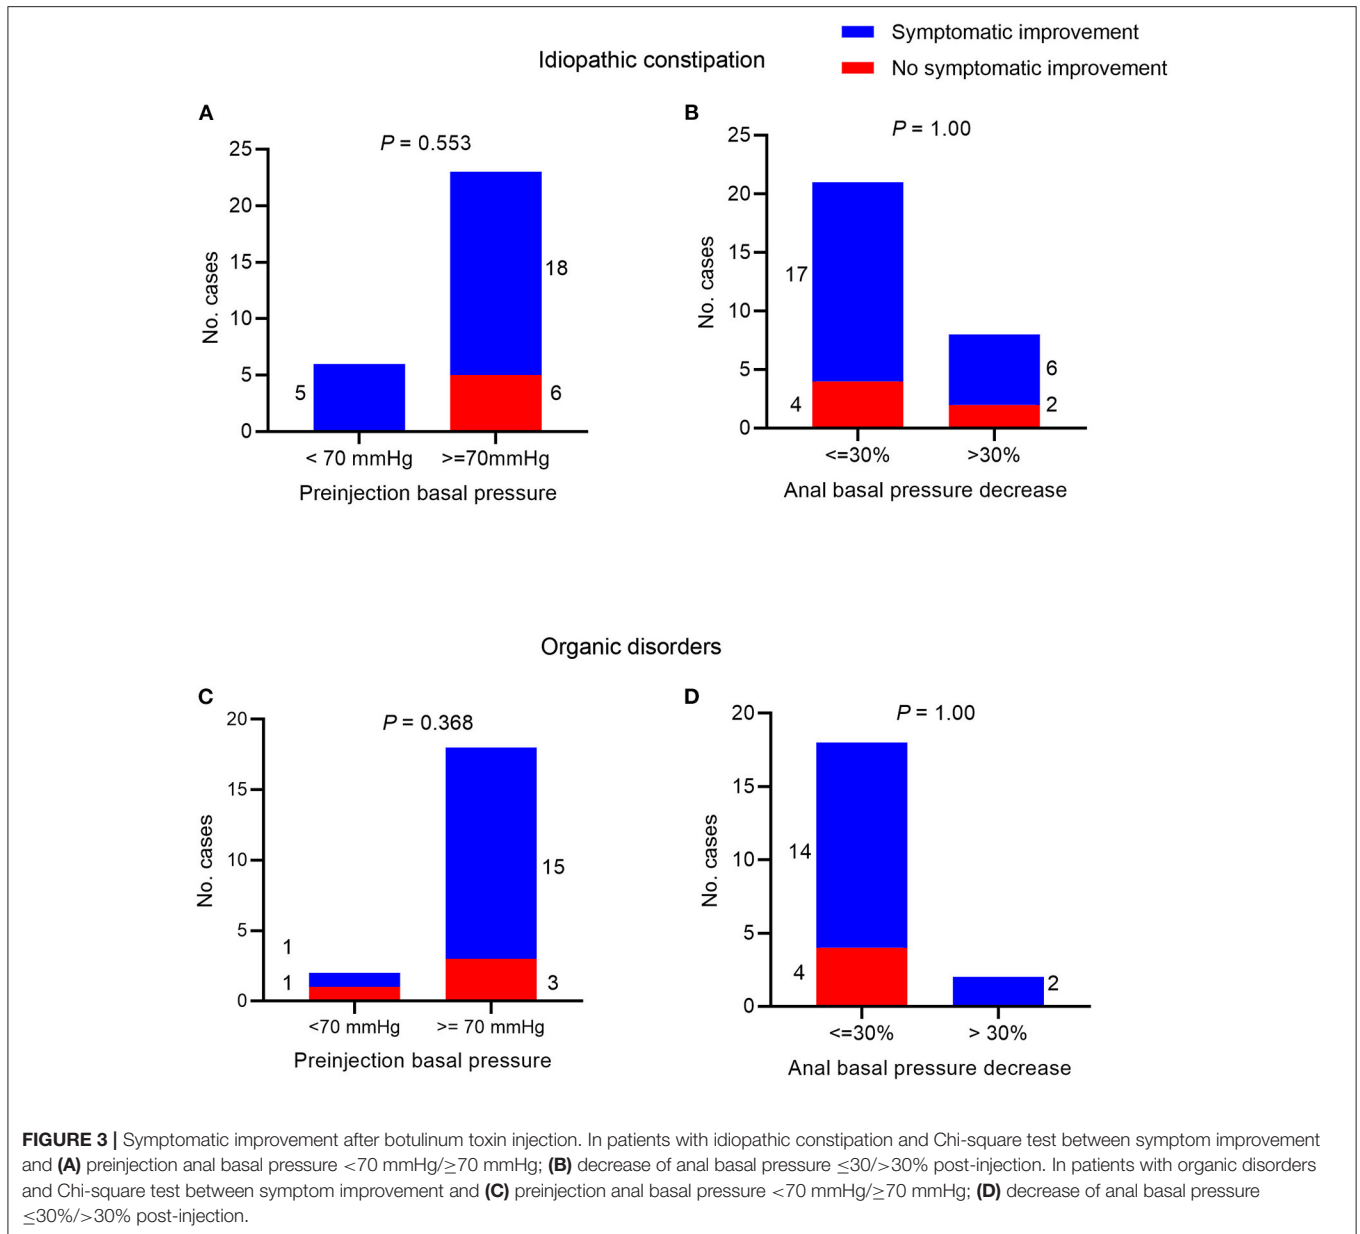 Symptomatic improvement
No symptomatic improvement
Idiopathic constipation
A
P = 0.553
25
20
15
10
5
0
No. cases
5
18
6
< 70 mmHg
>=70mmHg
Preinjection basal pressure
B
P = 1.00
25
20
15
10
5
0
No. cases
17
4
6
2
<=30%
>30%
Anal basal pressure decrease
Organic disorders
C
P = 0.368
20
15
10
5
0
No. cases
1
1
15
3
<70 mmHg
>= 70 mmHg
Preinjection basal pressure
D
P = 1.00
20
15
10
5
0
No. cases
14
4
2
<=30%
> 30%
Anal basal pressure decrease
FIGURE 3 | Symptomatic improvement after botulinum toxin injection. In patients with idiopathic constipation and Chi-square test between symptom improvement
and (A) preinjection anal basal pressure <70 mmHg/≥70 mmHg; (B) decrease of anal basal pressure ≤30/>30% post-injection. In patients with organic disorders
and Chi-square test between symptom improvement and (C) preinjection anal basal pressure <70 mmHg/≥70 mmHg; (D) decrease of anal basal pressure
≤30%/>30% post-injection.